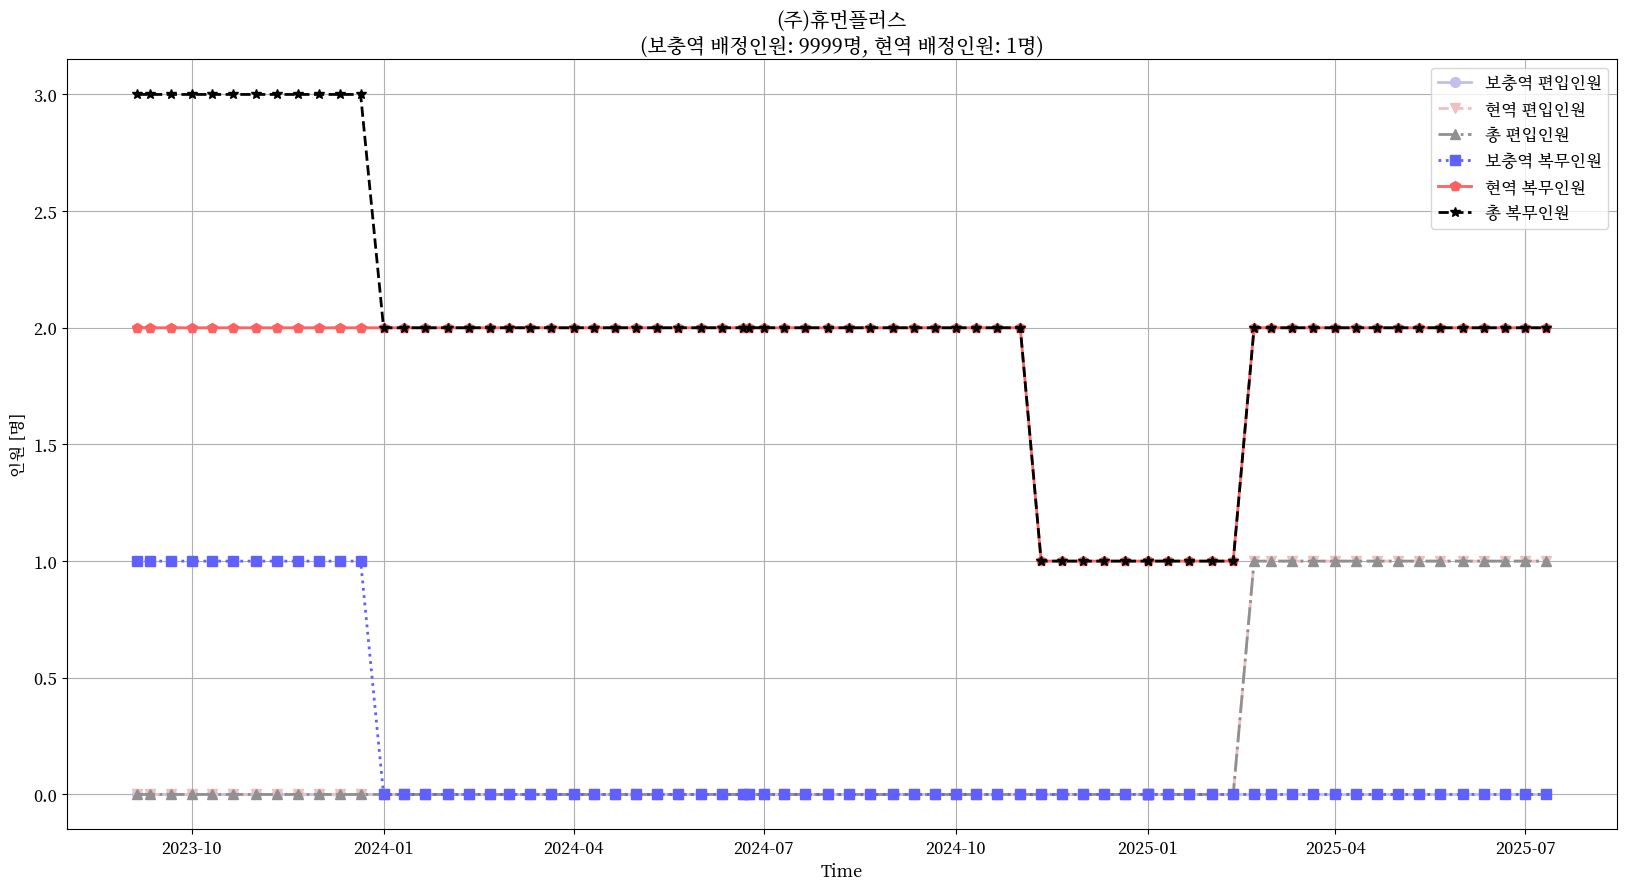 (주)휴먼플러스
(보충역 배정인원: 9999명, 현역 배정인원: 1명)
보충역 편입인원
현역 편입인원
총 편입인원
보충역 복무인원
현역 복무인원
총 복무인원
인원 [명]
3.0
2.5
2.0
1.5
1.0
0.5
0.0
2023-10
2024-01
2024-04
2024-07
2024-10
2025-01
2025-04
2025-07
Time